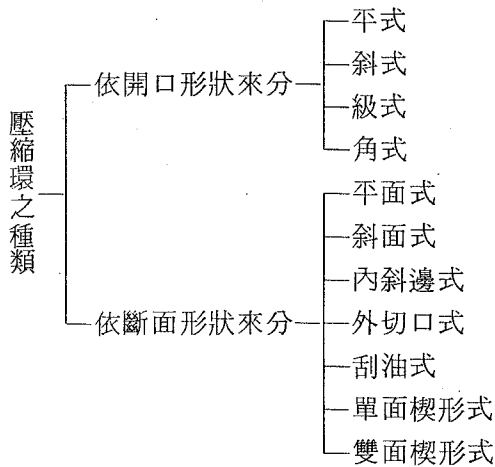 壓縮環之種類
依開口形狀來分
平式
斜式
級式
角式
依斷面形狀來分
平面式
斜面式
內斜邊式
外切口式
刮油式
單面楔形式
雙面楔形式